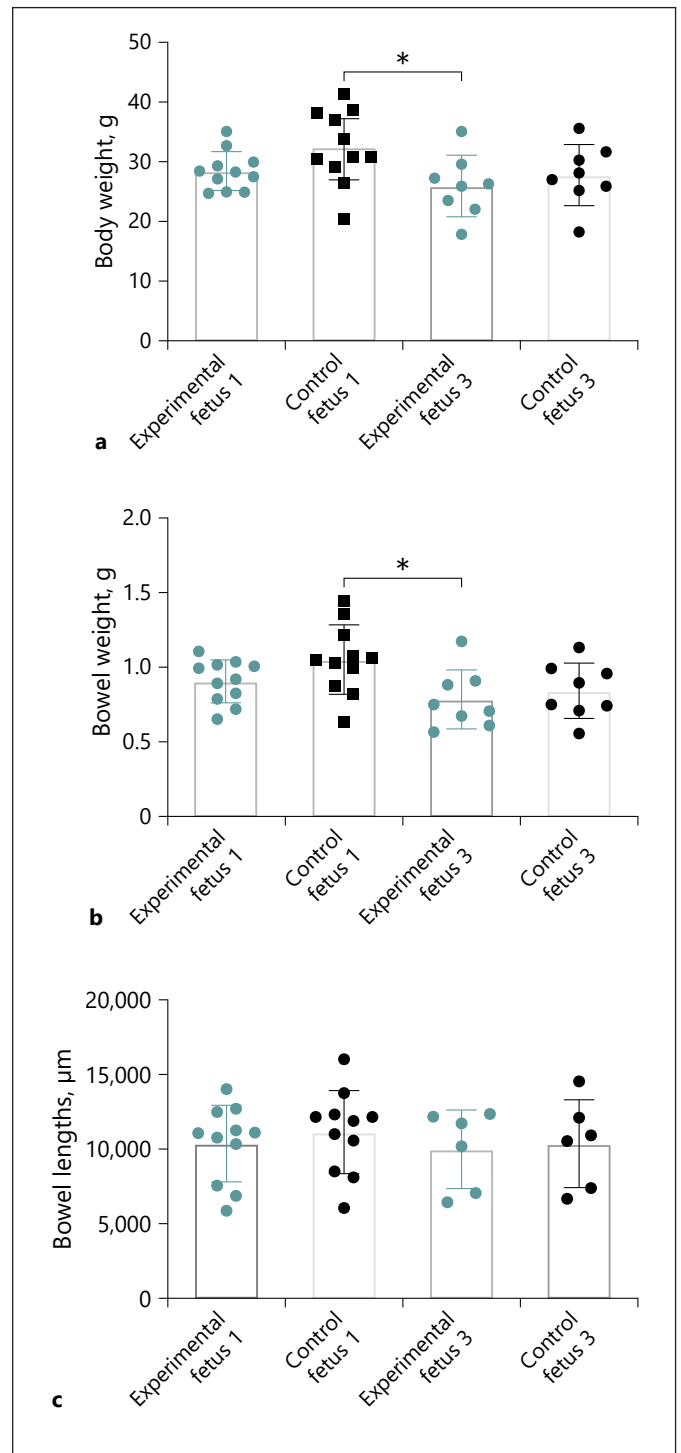 50
40
30
20
10
0
Body weight, g
*
Experimental
fetus 1
Control
fetus 1
Experimental
fetus 3
Control
fetus 3
a
2.0
1.5
1.0
0.5
0
Bowel weight, g
*
Experimental
fetus 1
Control
fetus 1
Experimental
fetus 3
Control
fetus 3
b
20,000
15,000
10,000
5,000
0
Bowel lengths, µm
Experimental
fetus 1
Control
fetus 1
Experimental
fetus 3
Control
fetus 3
c